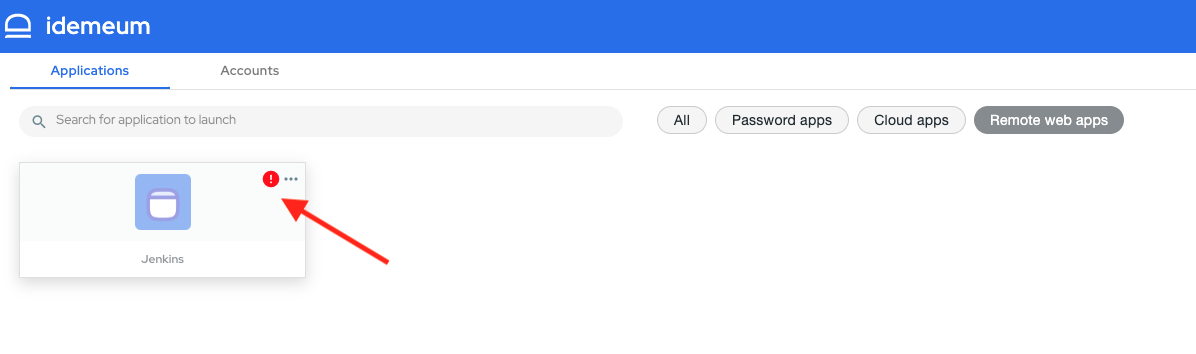 idemeum
Applications Accounts
Search for application to launch All Password apps Cloud apps Remote web apps
!
Jenkins